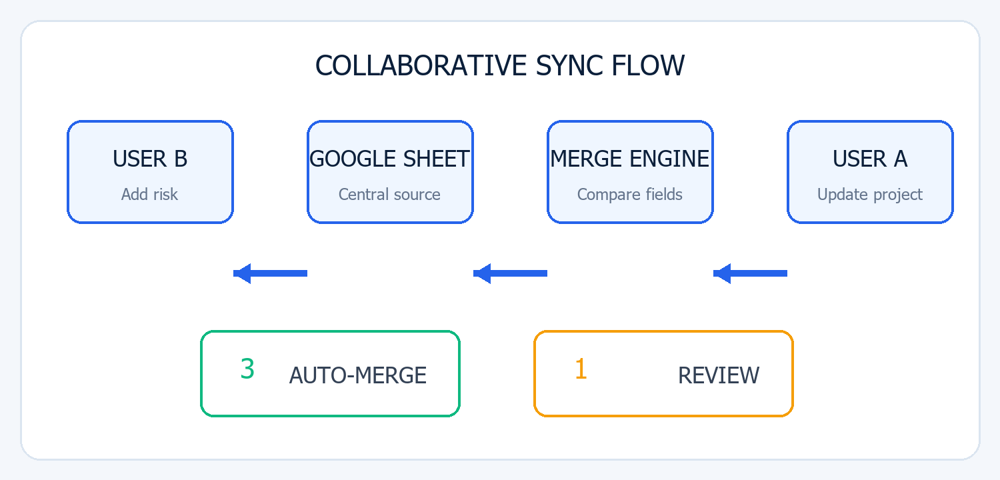 COLLABORATIVE SYNC FLOW
USER B
Add risk
GOOGLE SHEET
Central source
MERGE ENGINE
Compare fields
USER A
Update project
3
AUTO-MERGE
1
REVIEW